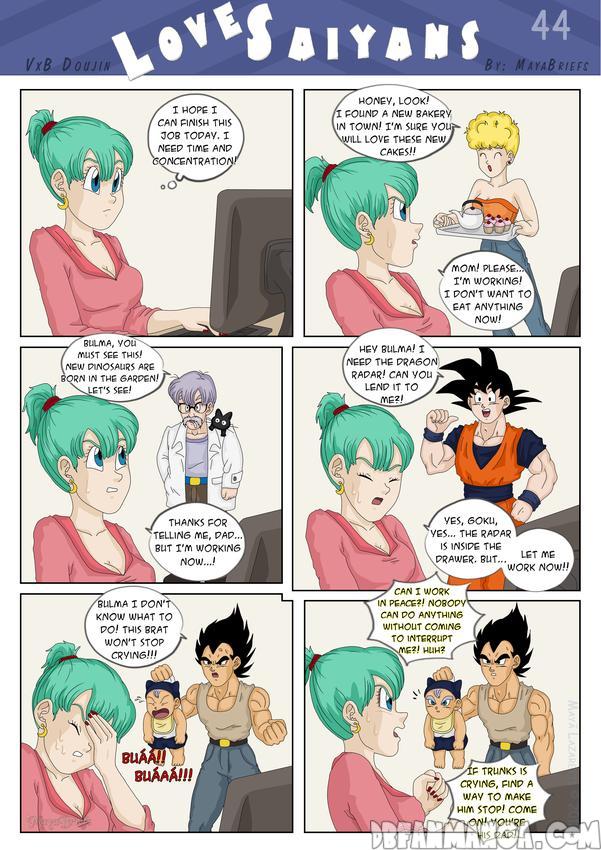 VxB Doujin
Love Saiyans
44
By: MayaBriefs
I hope I
can finish this
job today. I
need time and
concentration!
Honey, look!
I found a new bakery
in town! I'm sure you
will love these new
cakes!!
Mom! Please...
I'm working!
I don't want to
eat anything
now!
Bulma, you
must see this!
New dinosaurs are
born in the garden!
Let's see!
Thanks for
telling me, dad...
but I'm working
now...!
Hey Bulma! I
need the dragon
radar! Can you
lend it to
me?!
Yes, Goku,
yes... The radar
is inside the
drawer. But...
Let me
work now!!
Bulma I don't
know what to
do! This brat
won't stop
crying!!!
Buáá!!
Buáaá!!!
Can I work
in peace?! Nobody
can do anything
without coming
to interrupt
me?! Huh?
If Trunks is
crying, find a
way to make
him stop! Come
on! You're
his dad!
DBFANMANGA.COM